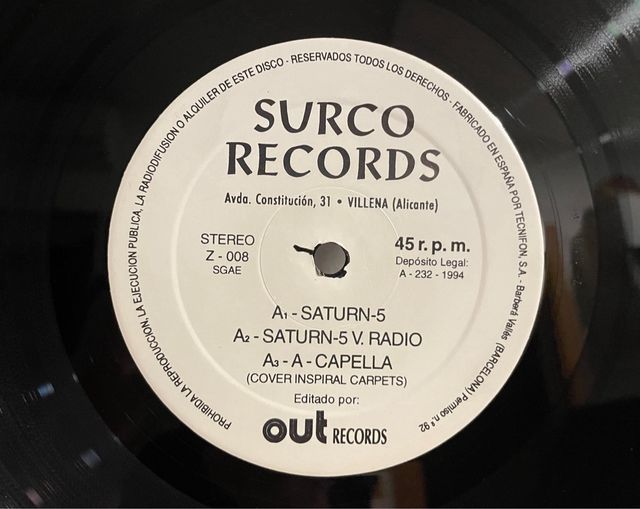 PROHIBIDA LA REPRODUCCION, LA EJECUCION PUBLICA, LA RADIODIFUSION O ALQUILER DE ESTE DISCO - RESERVADOS TODOS LOS DERECHOS - FABRICADO EN ESPAÑA POR TECNIFON, S.A. - Barberá Vallés (BARCELONA) Permiso n.º 92
SURCO
RECORDS
Avda. Constitución, 31 • VILLENA (Alicante)
STEREO
Z - 008
SGAE
45 r. p. m.
Depósito Legal:
A - 232 - 1994
A1 - SATURN-5
A2 - SATURN-5 V. RADIO
A3 - A - CAPELLA
(COVER INSPIRAL CARPETS)
Editado por:
out RECORDS